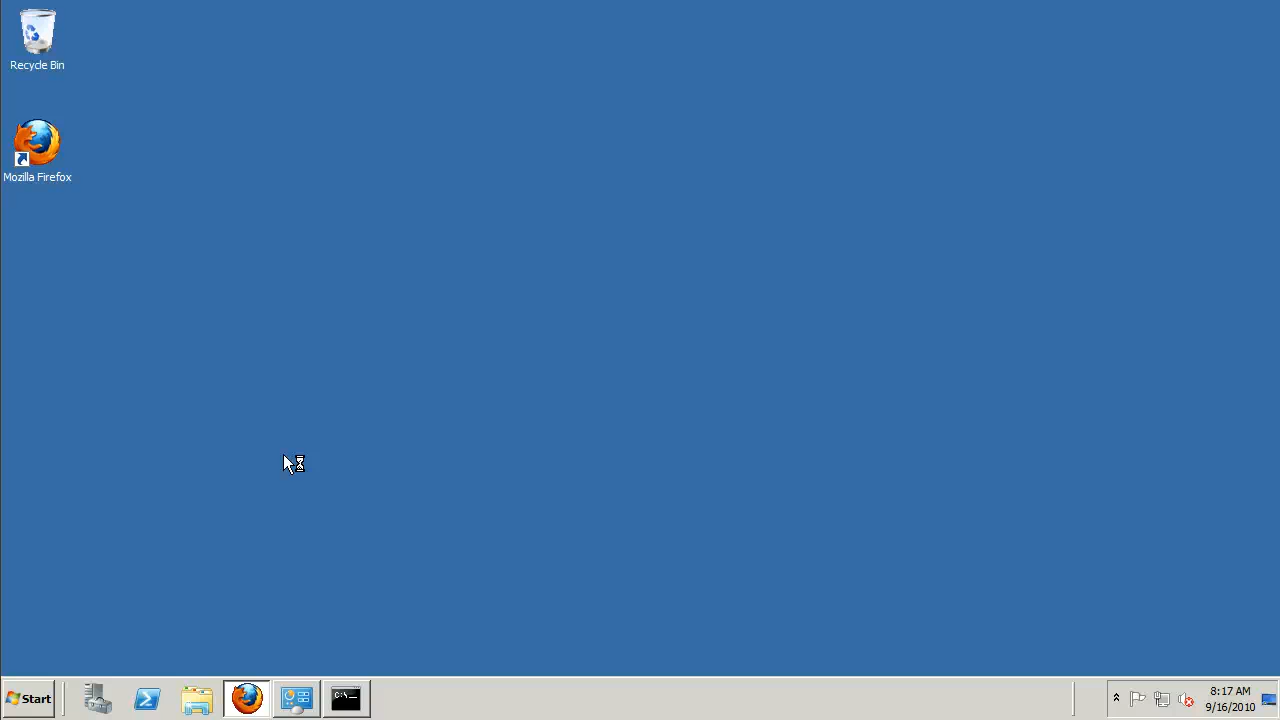 Recycle Bin
Mozilla Firefox
C:\.
Start
8:17 AM
9/16/2010